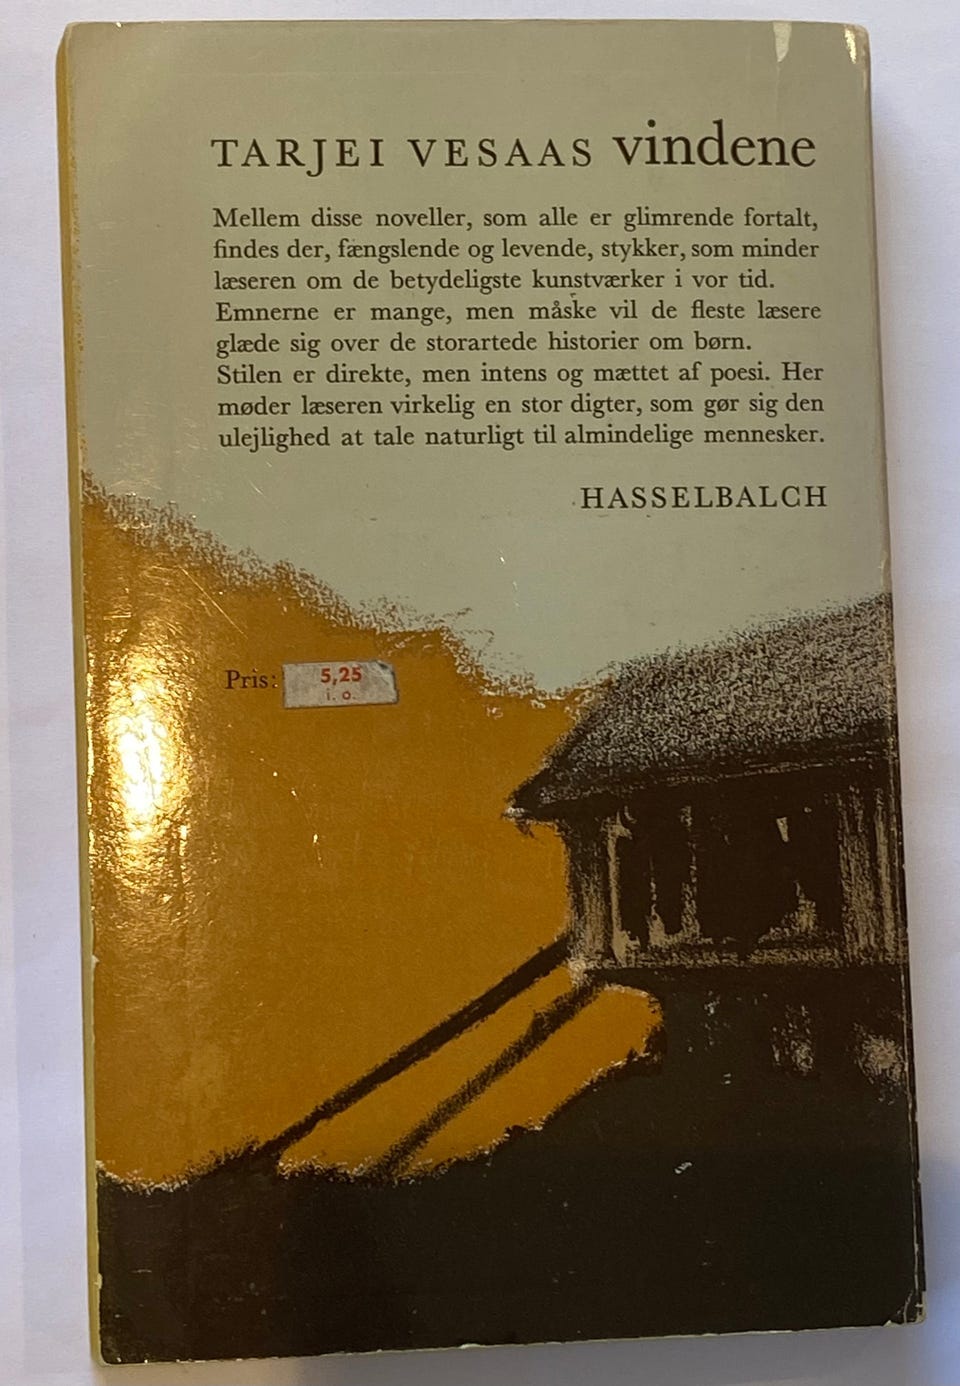 TARJEI VESAAS vindene
Mellem disse noveller, som alle er glimrende fortalt,
findes der, fængslende og levende, stykker, som minder
læseren om de betydeligste kunstværker i vor tid.
Emnerne er mange, men måske vil de fleste læsere
glæde sig over de storartede historier om børn.
Stilen er direkte, men intens og mættet af poesi. Her
møder læseren virkelig en stor digter, som gør sig den
ulejlighed at tale naturligt til almindelige mennesker.
HASSELBALCH
Pris: 5,25
i. o.